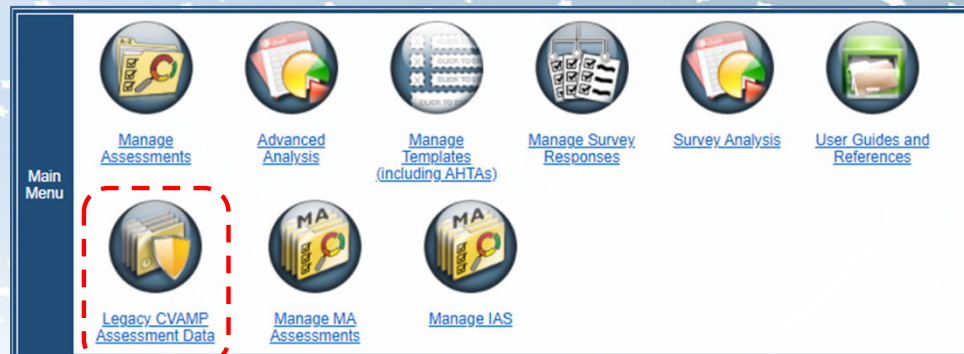 Main
Menu
Manage
Assessments
Advanced
Analysis
Manage
Templates
(including AHTAs)
Manage Survey
Responses
Survey Analysis
User Guides and
References
Legacy CVAMP
Assessment Data
MA
Manage MA
Assessments
MA
Manage IAS